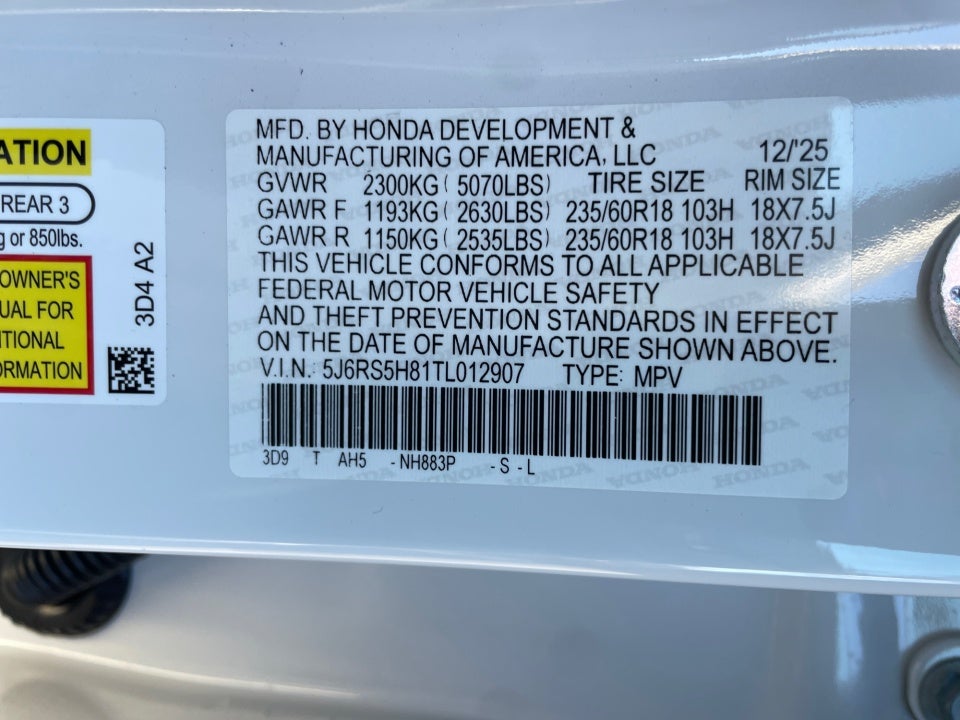 ATION
REAR 3
g or 850lbs.
OWNER'S
UAL FOR
ITIONAL
ORMATION
3D4 A2
MFD. BY HONDA DEVELOPMENT &
MANUFACTURING OF AMERICA, LLC 12/'25
GVWR 2300KG ( 5070LBS) TIRE SIZE RIM SIZE
GAWR F 1193KG ( 2630LBS) 235/60R18 103H 18X7.5J
GAWR R 1150KG ( 2535LBS) 235/60R18 103H 18X7.5J
THIS VEHICLE CONFORMS TO ALL APPLICABLE
FEDERAL MOTOR VEHICLE SAFETY
AND THEFT PREVENTION STANDARDS IN EFFECT
ON THE DATE OF MANUFACTURE SHOWN ABOVE.
V.I.N.: 5J6RS5H81TL012907 TYPE: MPV
3D9 T AH5 -NH883P -S -L